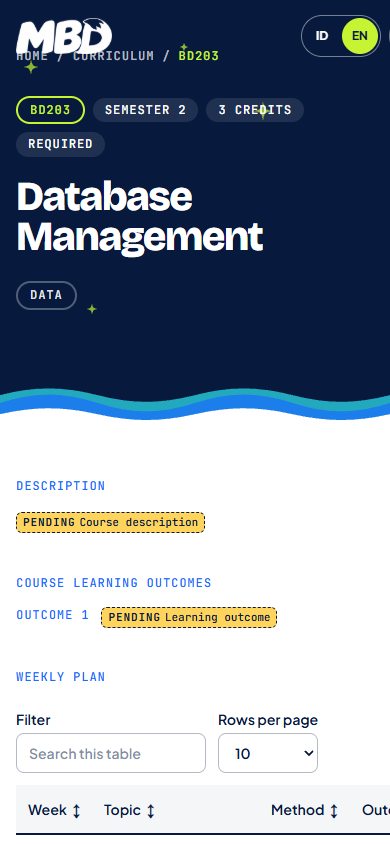 MBD
ID EN
HOME / CURRICULUM / BD203
BD203 SEMESTER 2 3 CREDITS
REQUIRED
Database
Management
DATA
DESCRIPTION
PENDING Course description
COURSE LEARNING OUTCOMES
OUTCOME 1 PENDING Learning outcome
WEEKLY PLAN
Filter Rows per page
Search this table 10
Week Topic Method Outc